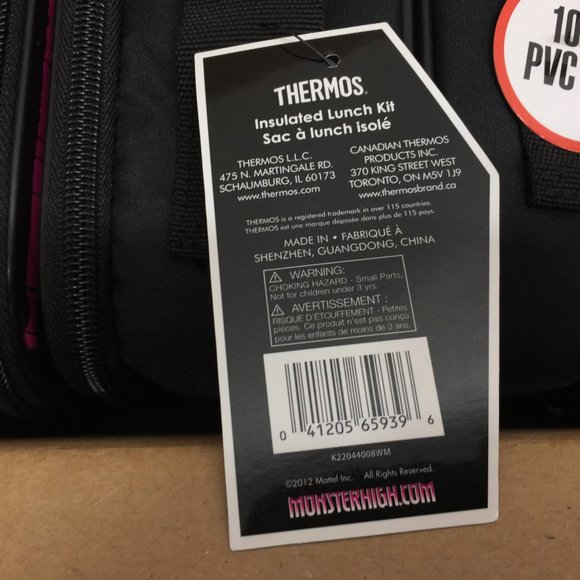 10
PVC
THERMOS®
Insulated Lunch Kit
Sac à lunch isolé
THERMOS L.L.C.
475 N. MARTINGALE RD.
SCHAUMBURG, IL 60173
www.thermos.com
CANADIAN THERMOS
PRODUCTS INC.
370 KING STREET WEST
TORONTO, ON M5V 1J9
www.thermosbrand.ca
THERMOS is a registered trademark in over 115 countries.
THERMOS est une marque déposée dans plus de 115 pays.
MADE IN • FABRIQUÉ À
SHENZHEN, GUANGDONG, CHINA
WARNING:
CHOKING HAZARD - Small Parts.
Not for children under 3 yrs.
AVERTISSEMENT :
RISQUE D'ÉTOUFFEMENT - Petites
pièces. Ce produit n'est pas conçu
pour enfants de moins de 3 ans.
0 41205 65939 6
K22044008WM
©2012 Mattel Inc. All Rights Reserved.
MONSTERHIGH.COM